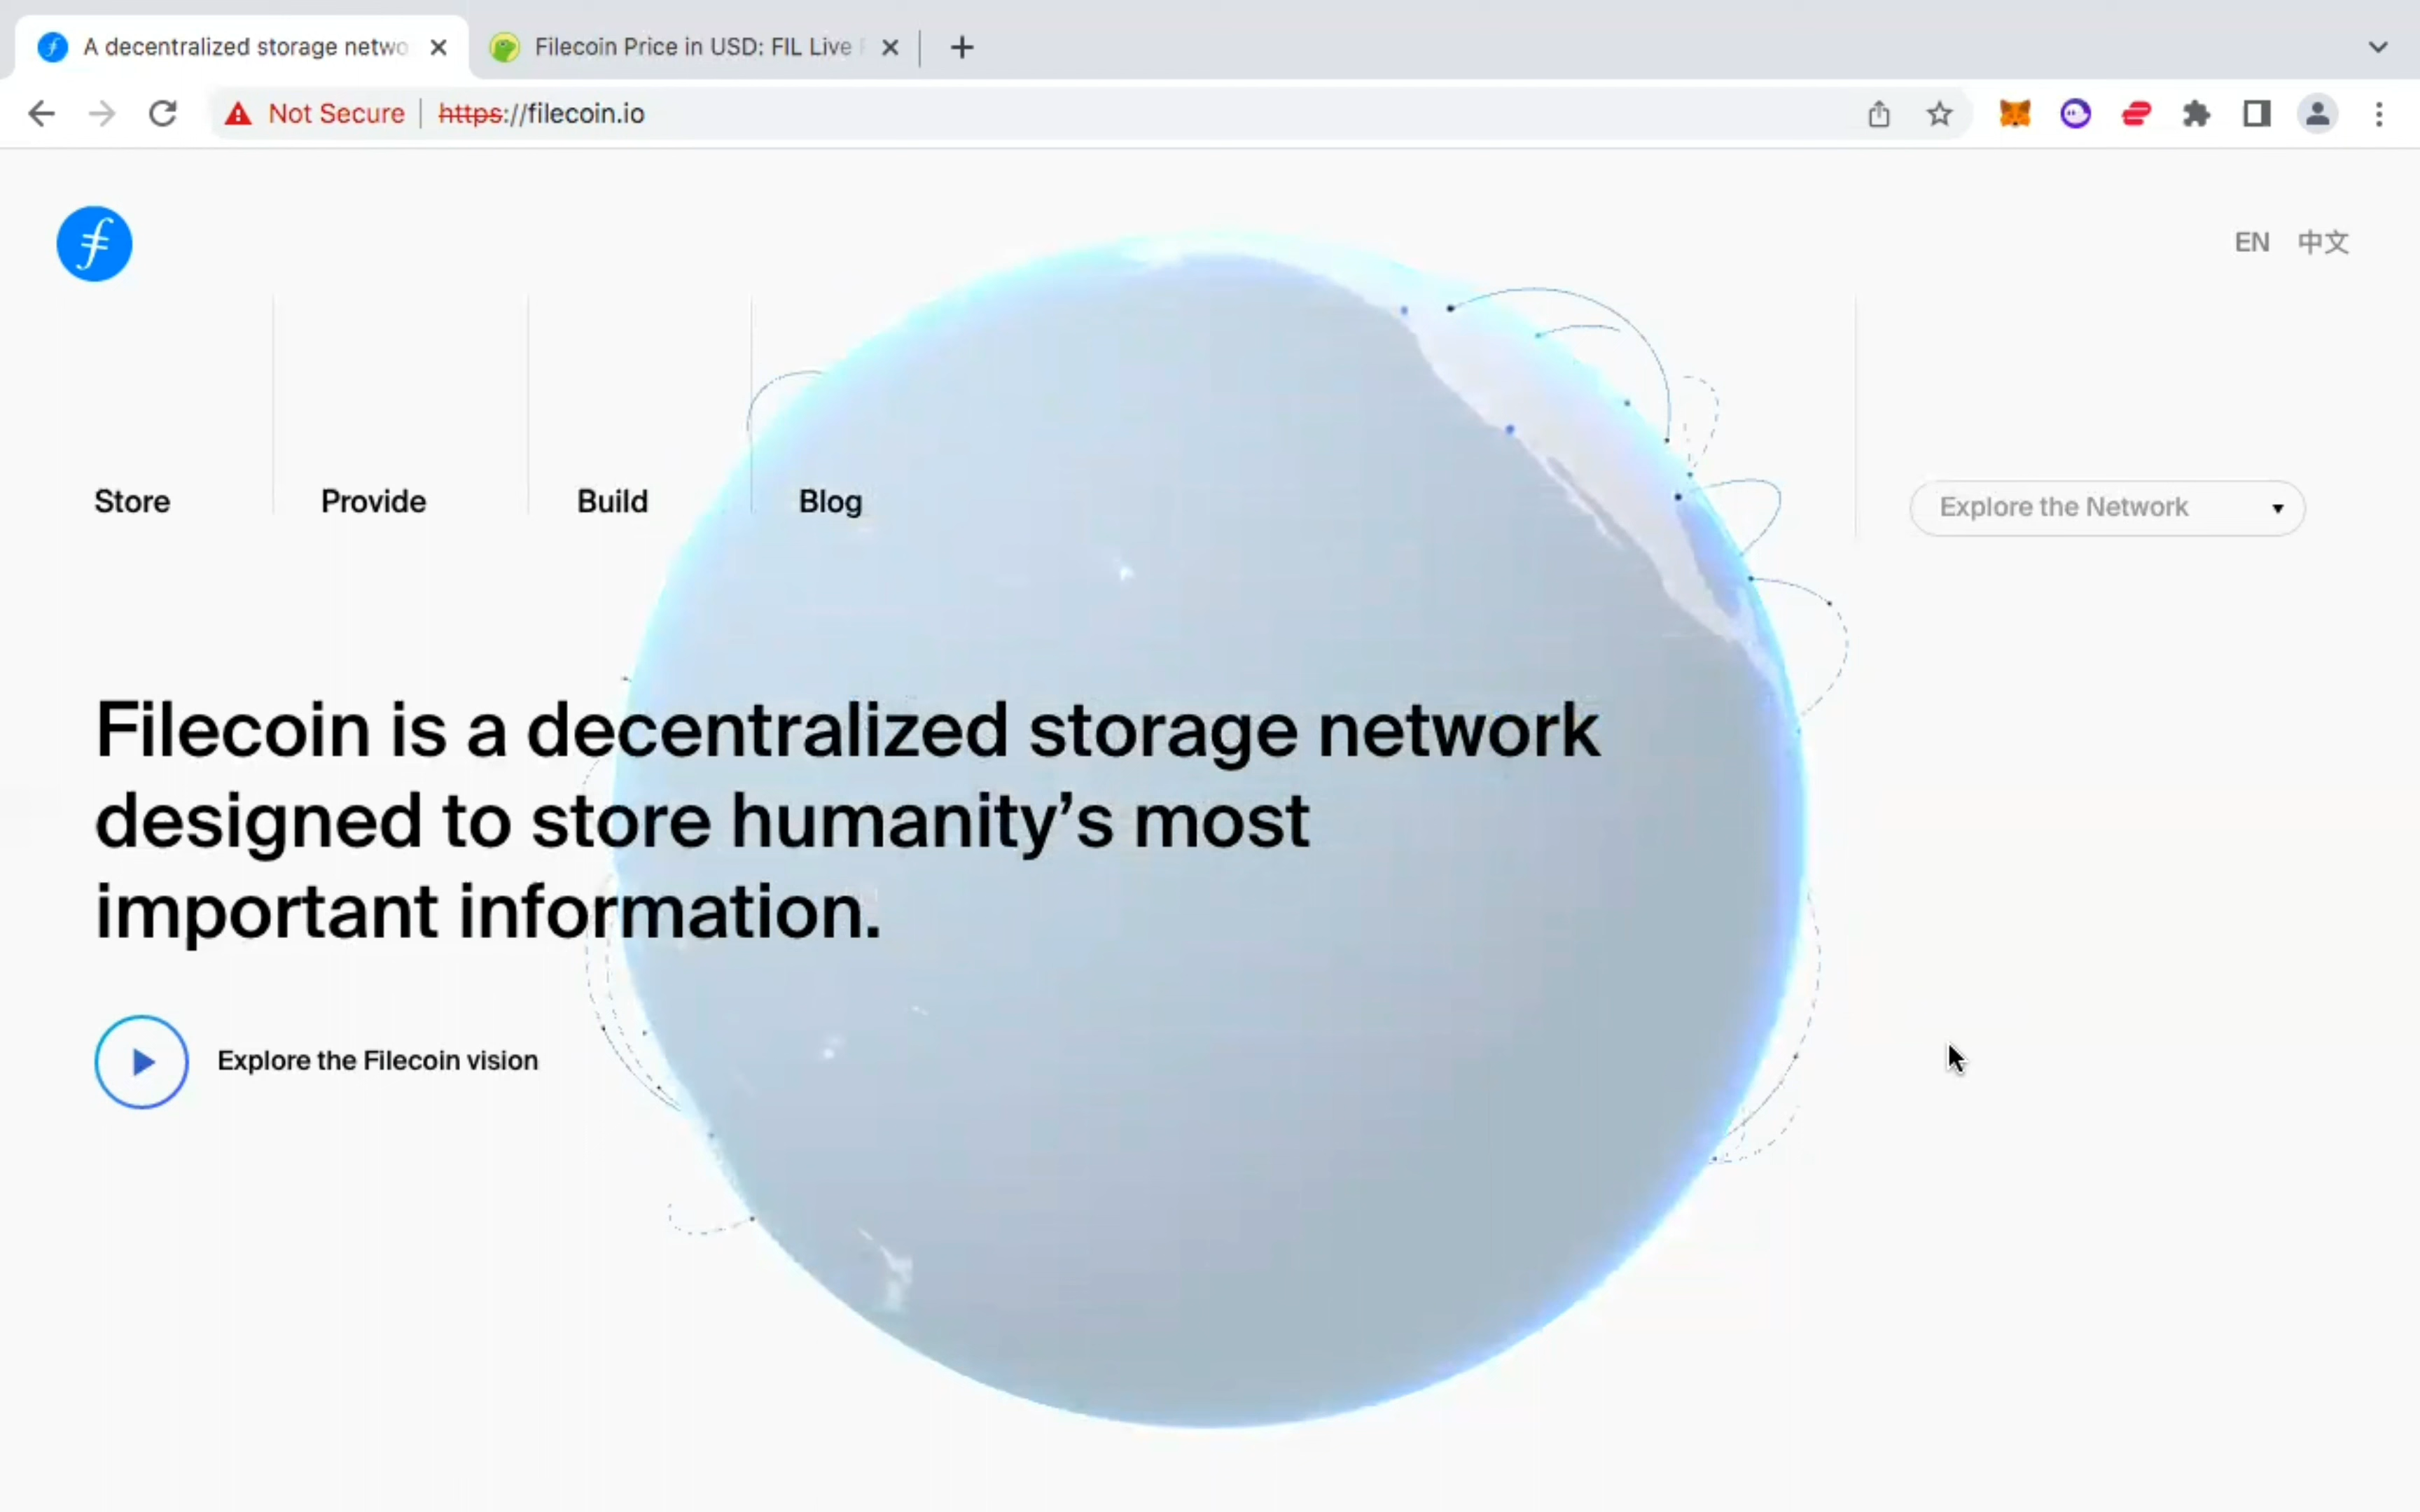 A decentralized storage netwo
Filecoin Price in USD: FIL Live
Not Secure
https://filecoin.io
EN 中文
Store
Provide
Build
Blog
Explore the Network
Filecoin is a decentralized storage network
designed to store humanity’s most
important information.
Explore the Filecoin vision